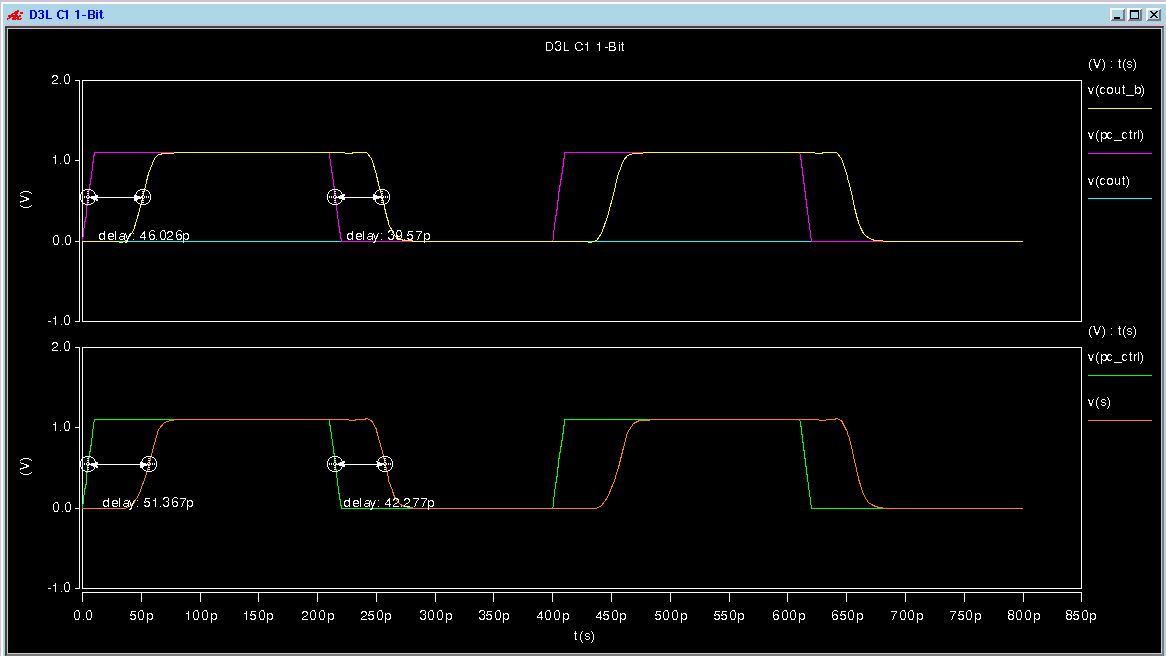 D3L C1 1-Bit
D3L C1 1-Bit
(V) : t(s)
v(cout_b)
v(pc_ctrl)
v(cout)
2.0
1.0
0.0
-1.0
(V)
delay: 46.026p
delay: 39.57p
(V) : t(s)
v(pc_ctrl)
v(s)
2.0
1.0
0.0
-1.0
(V)
delay: 51.367p
delay: 42.277p
0.0 50p 100p 150p 200p 250p 300p 350p 400p 450p 500p 550p 600p 650p 700p 750p 800p 850p
t(s)